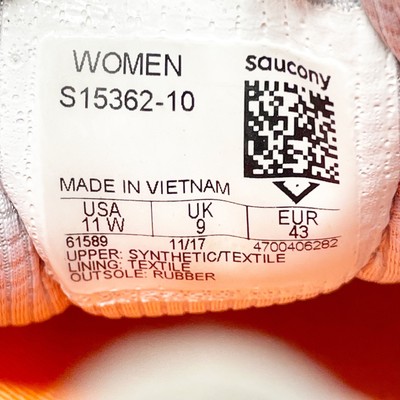 WOMEN
saucony
S15362-10
MADE IN VIETNAM
USA UK EUR
11 W 9 43
61589 11/17 4700406282
UPPER: SYNTHETIC/TEXTILE
LINING: TEXTILE
OUTSOLE: RUBBER